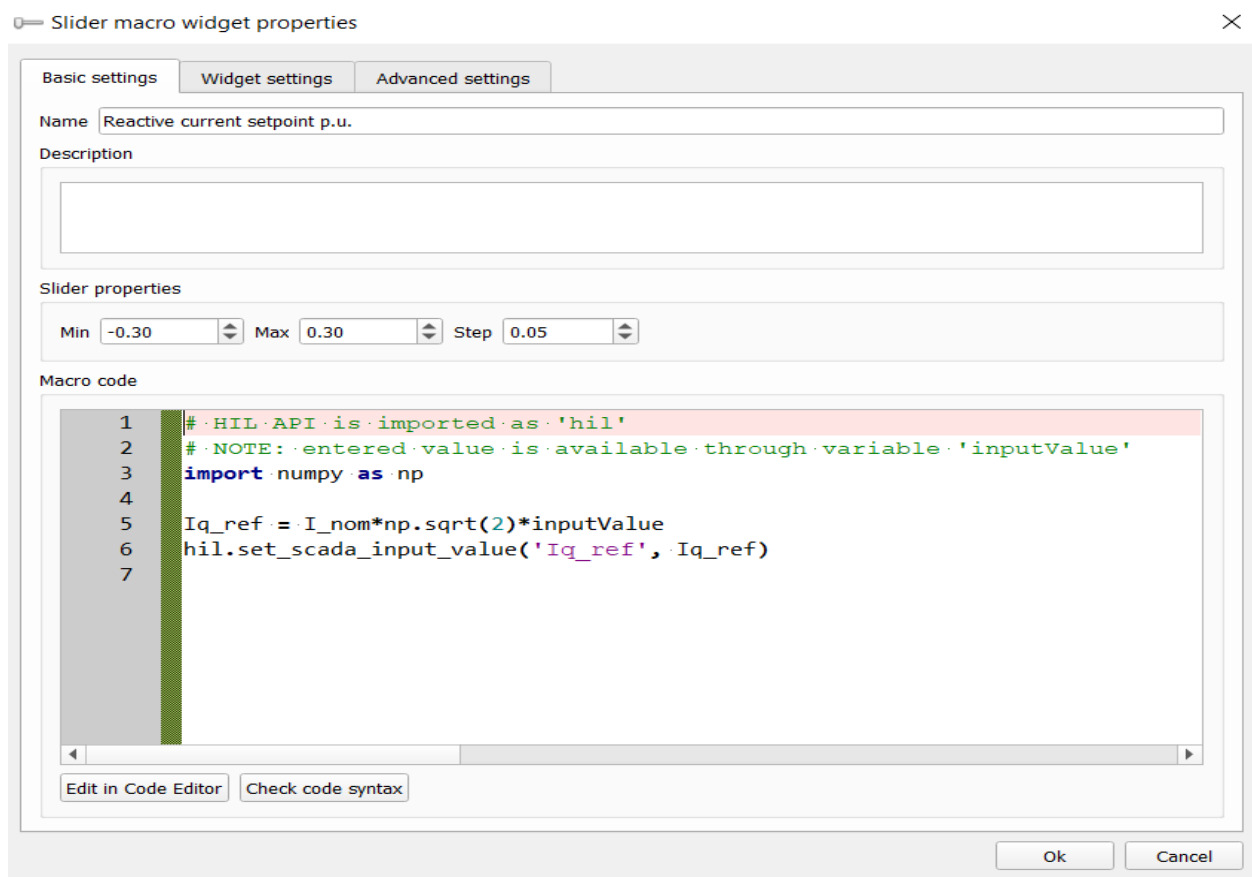 Slider macro widget properties
Basic settings Widget settings Advanced settings
Name Reactive current setpoint p.u.
Description
Slider properties
Min -0.30 Max 0.30 Step 0.05
Macro code
1 # HIL API is imported as 'hil'
2 # NOTE: entered value is available through variable 'inputValue'
3 import numpy as np
4
5 Iq_ref = I_nom*np.sqrt(2)*inputValue
6 hil.set_scada_input_value('Iq_ref', Iq_ref)
7
Edit in Code Editor Check code syntax
Ok Cancel